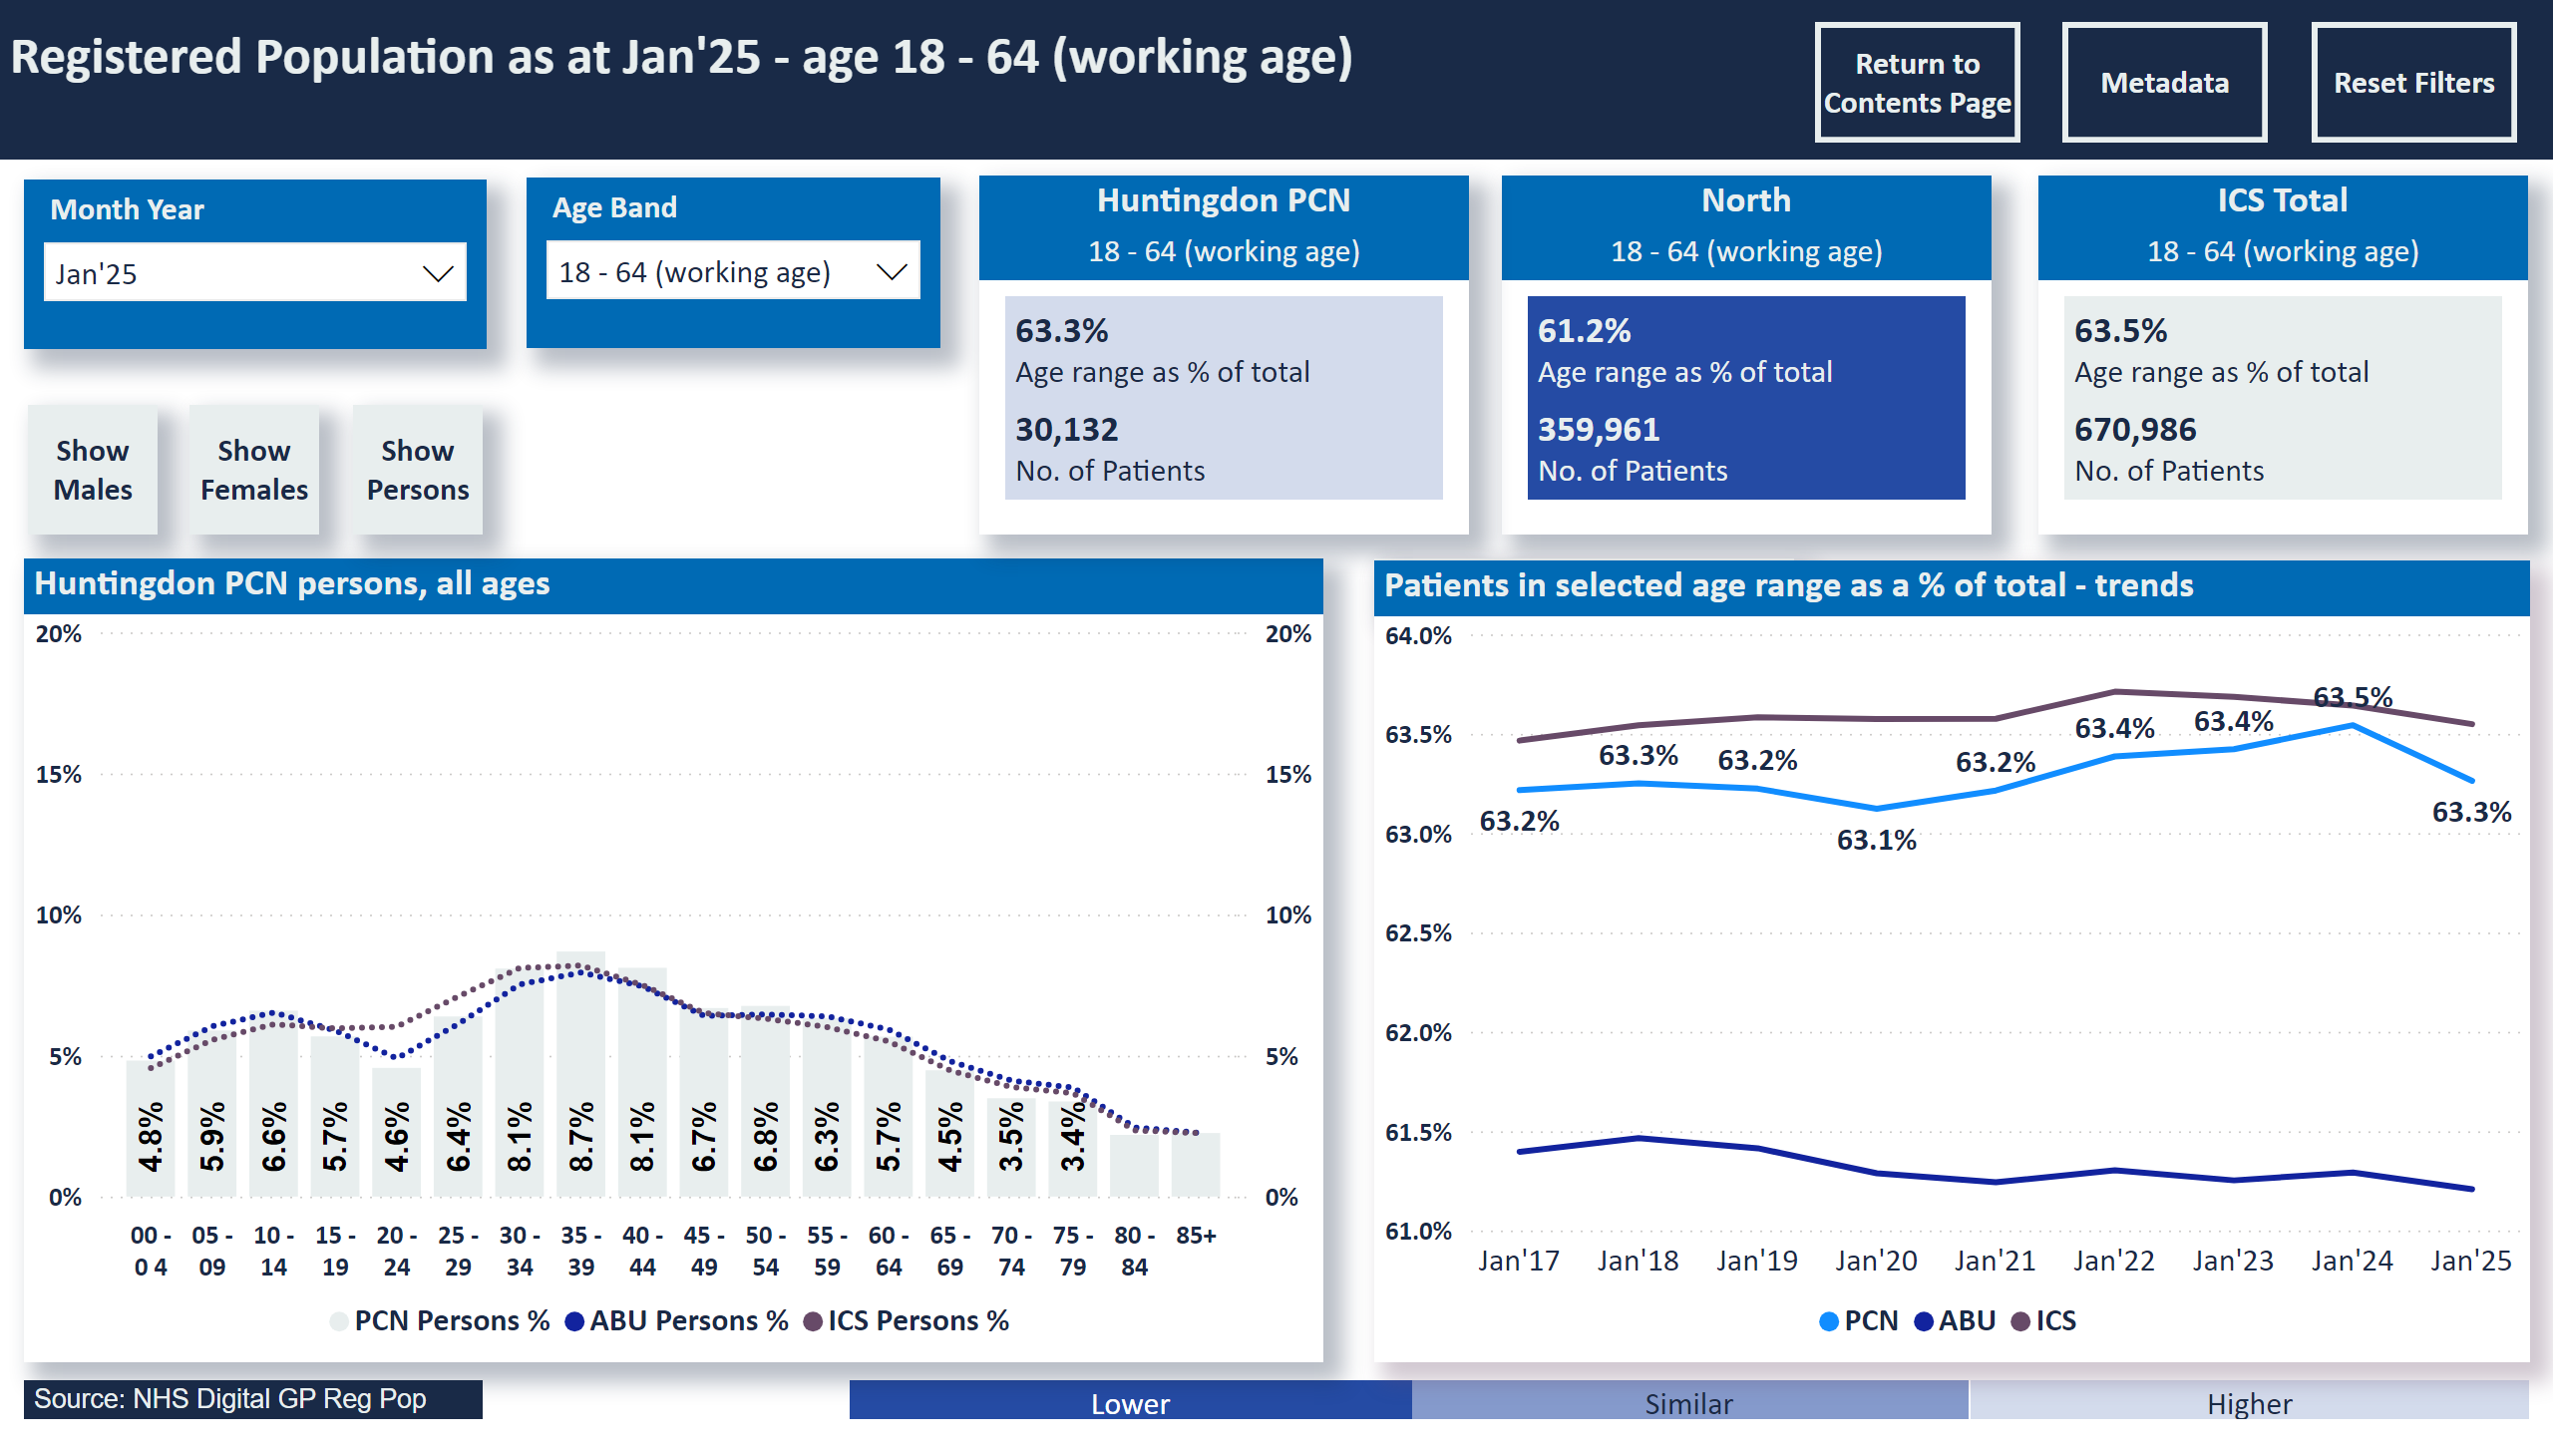 Registered Population as at Jan'25 - age 18 - 64 (working age)
Return to
Contents Page
Metadata
Reset Filters
Month Year
Jan'25
Age Band
18 - 64 (working age)
Huntingdon PCN
18 - 64 (working age)
63.3%
Age range as % of total
30,132
No. of Patients
North
18 - 64 (working age)
61.2%
Age range as % of total
359,961
No. of Patients
ICS Total
18 - 64 (working age)
63.5%
Age range as % of total
670,986
No. of Patients
Show
Males
Show
Females
Show
Persons
Huntingdon PCN persons, all ages
20%
15%
10%
5%
0%
20%
15%
10%
5%
0%
4.8%
5.9%
6.6%
5.7%
4.6%
6.4%
8.1%
8.7%
8.1%
6.7%
6.8%
6.3%
5.7%
4.5%
3.5%
3.4%
00 - 05 - 10 - 15 - 20 - 25 - 30 - 35 - 40 - 45 - 50 - 55 - 60 - 65 - 70 - 75 - 80 - 85+
0 4 09 14 19 24 29 34 39 44 49 54 59 64 69 74 79 84
PCN Persons % ABU Persons % ICS Persons %
Patients in selected age range as a % of total - trends
64.0%
63.5%
63.0%
62.5%
62.0%
61.5%
61.0%
63.2%
63.3%
63.2%
63.1%
63.2%
63.4%
63.4%
63.5%
63.3%
Jan'17 Jan'18 Jan'19 Jan'20 Jan'21 Jan'22 Jan'23 Jan'24 Jan'25
PCN ABU ICS
Source: NHS Digital GP Reg Pop
Lower
Similar
Higher